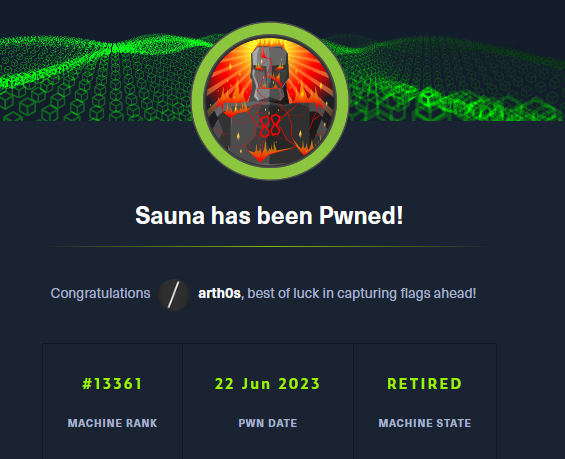 88
Sauna has been Pwned!
Congratulations arth0s, best of luck in capturing flags ahead!
#13361 22 Jun 2023 RETIRED
MACHINE RANK PWN DATE MACHINE STATE